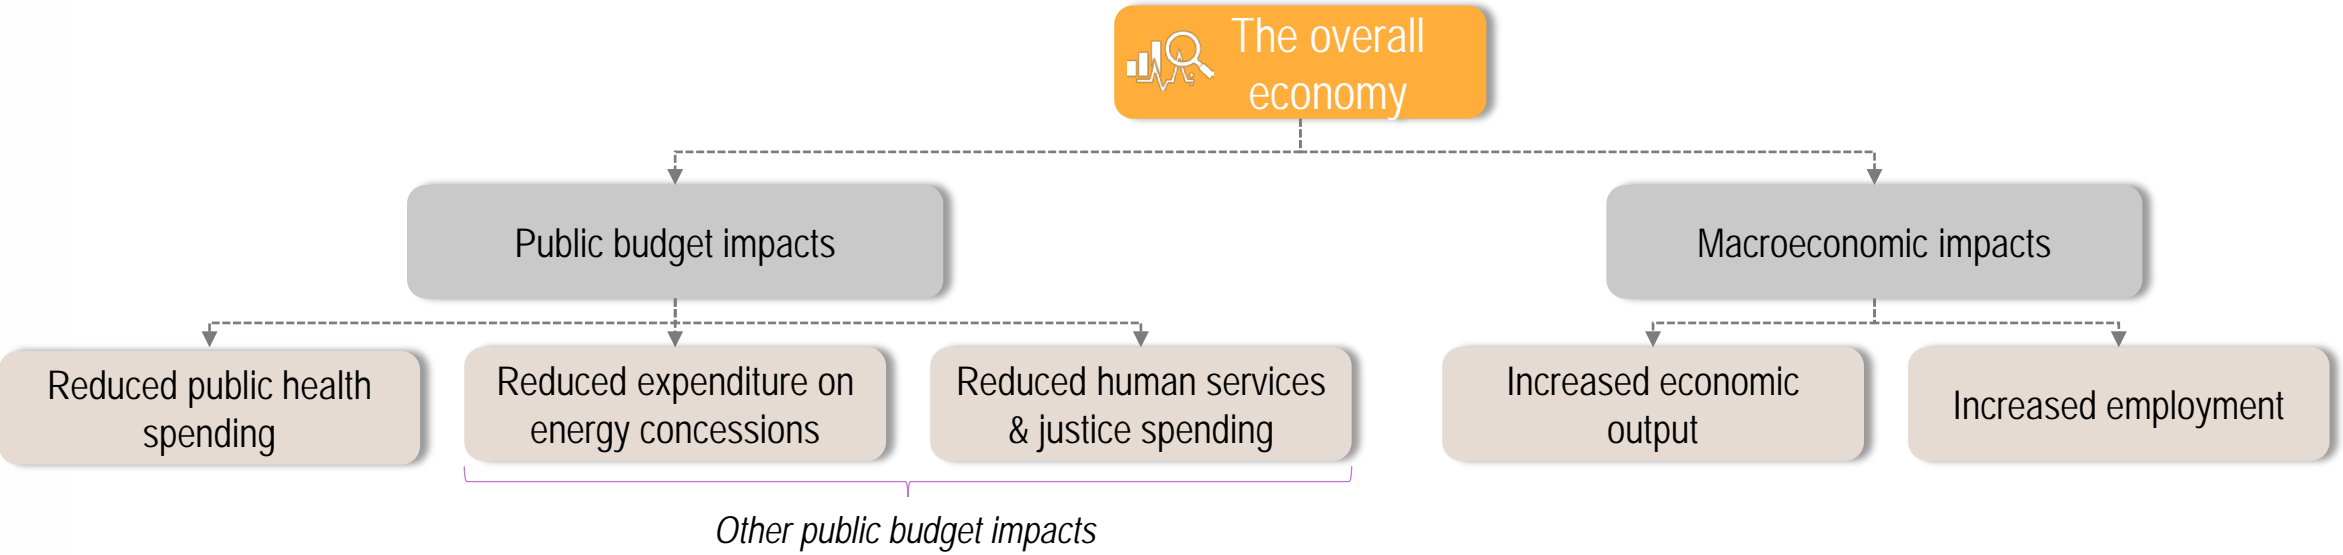 The overall
economy
Public budget impacts
Macroeconomic impacts
Reduced public health
spending
Reduced expenditure on
energy concessions
Reduced human services
& justice spending
Increased economic
output
Increased employment
Other public budget impacts